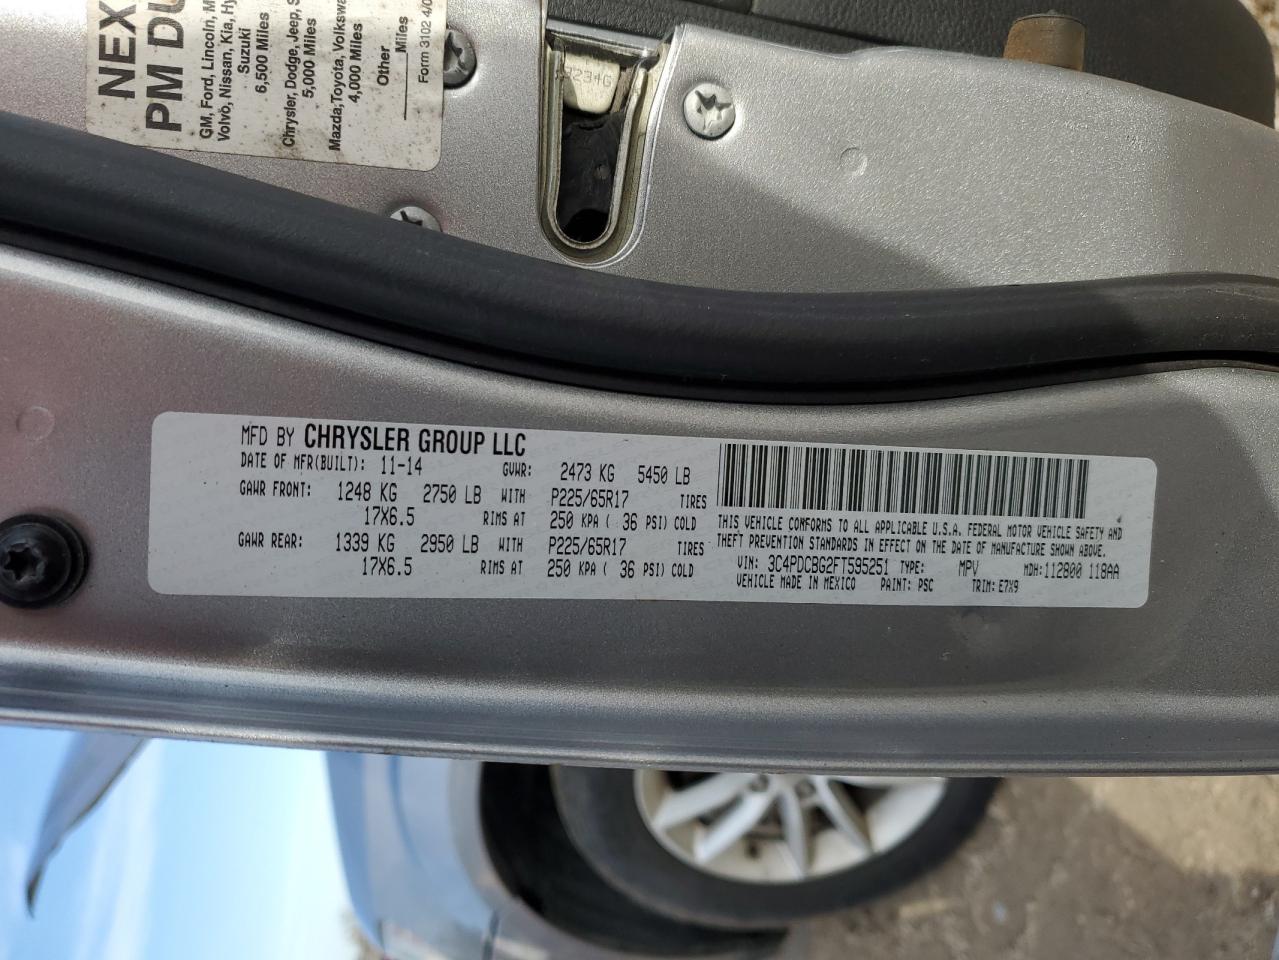 NEX
PM DU
GM, Ford, Lincoln, M
Volvo, Nissan, Kia, Hy
Suzuki
6,500 Miles
Chrysler, Dodge, Jeep, S
5,000 Miles
Mazda,Toyota, Volkswa
4,000 Miles
Other
Miles
Form 3102 4/0
MFD BY CHRYSLER GROUP LLC
DATE OF MFR(BUILT): 11-14 GVWR: 2473 KG 5450 LB
GAWR FRONT: 1248 KG 2750 LB WITH P225/65R17 TIRES
17X6.5 RIMS AT 250 KPA ( 36 PSI) COLD
GAWR REAR: 1339 KG 2950 LB WITH P225/65R17 TIRES
17X6.5 RIMS AT 250 KPA ( 36 PSI) COLD
THIS VEHICLE CONFORMS TO ALL APPLICABLE U.S.A. FEDERAL MOTOR VEHICLE SAFETY AND
THEFT PREVENTION STANDARDS IN EFFECT ON THE DATE OF MANUFACTURE SHOWN ABOVE.
VIN: 3C4PDCBG2FT595251 TYPE: MPV MDH:112800 118AA
VEHICLE MADE IN MEXICO PAINT: PSC TRIM: E7X9